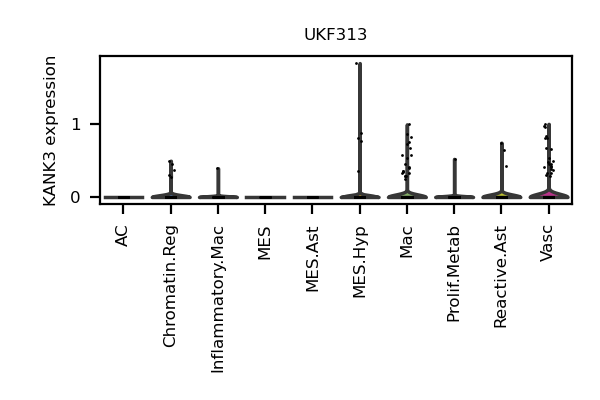 UKF313
KANK3 expression
1
0
AC
Chromatin.Reg
Inflammatory.Mac
MES
MES.Ast
MES.Hyp
Mac
Prolif.Metab
Reactive.Ast
Vasc